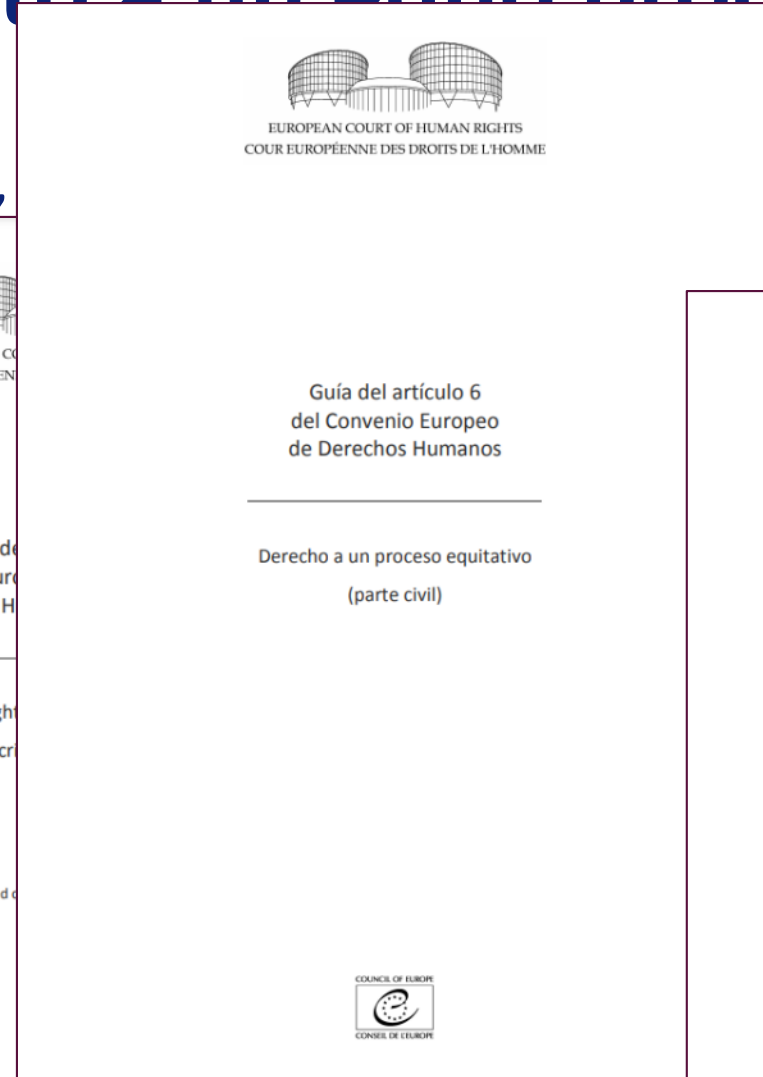 EUROPEAN COURT OF HUMAN RIGHTS
COUR EUROPÉENNE DES DROITS DE L'HOMME
Guía del artículo 6
del Convenio Europeo
de Derechos Humanos
Derecho a un proceso equitativo
(parte civil)
COUNCIL OF EUROPE
CONSEIL DE L'EUROPE